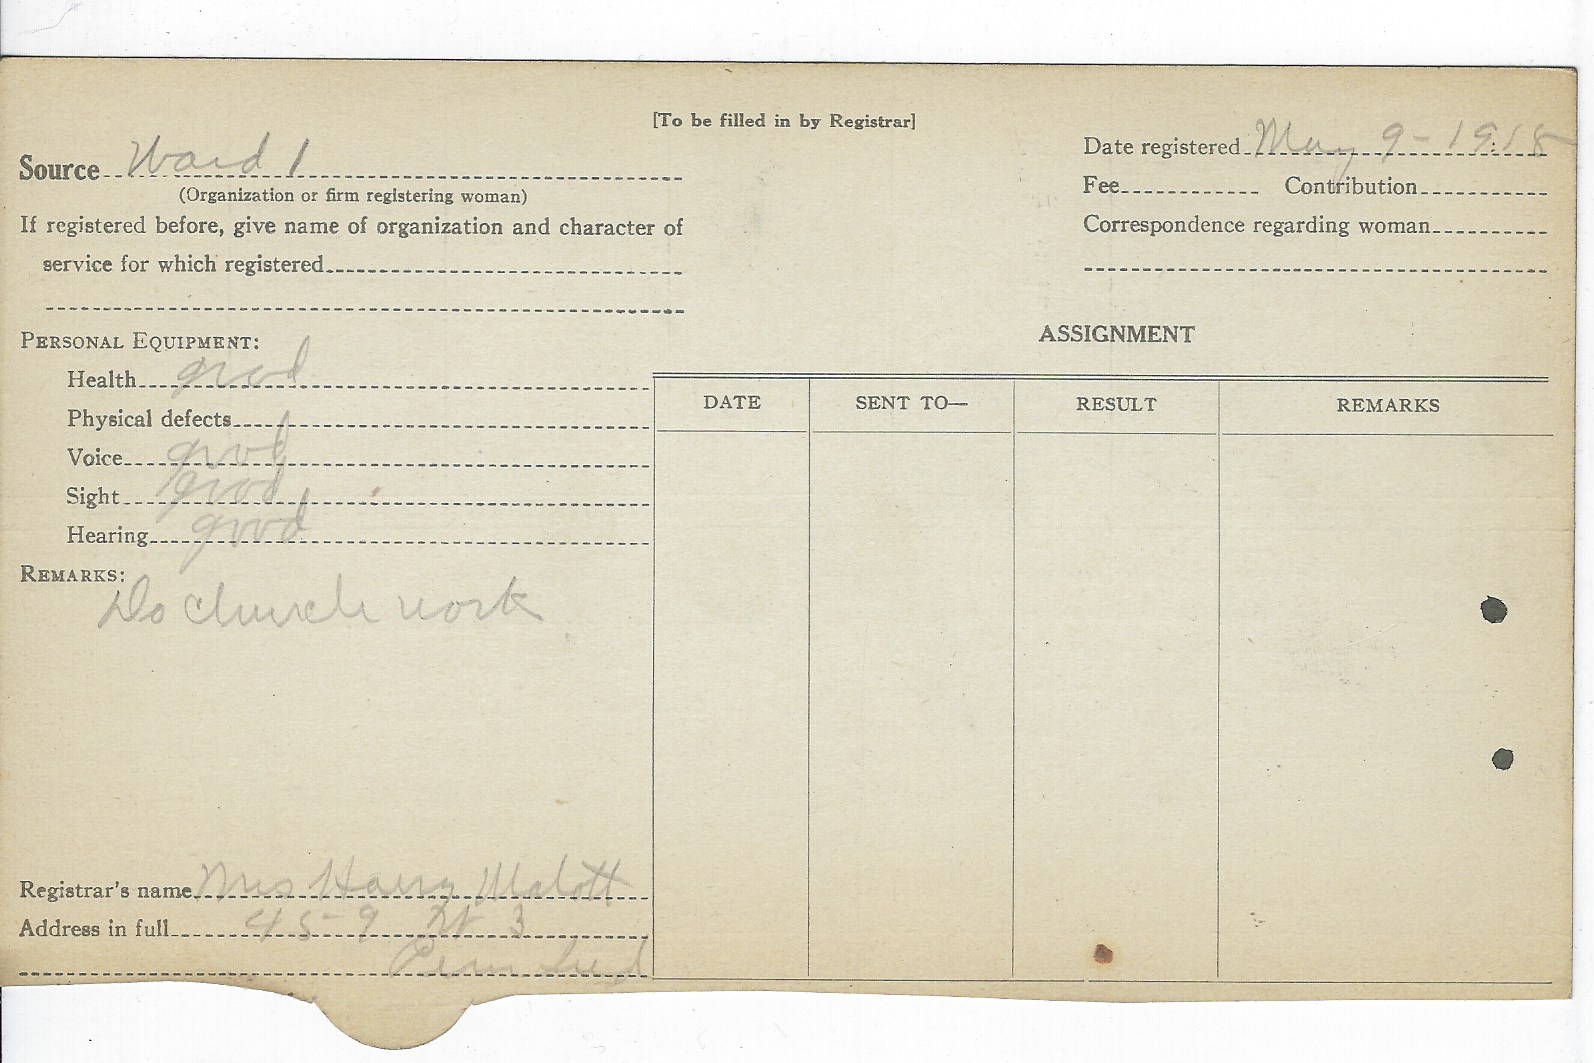 [To be filled in by Registrar]
Source Ward 1
(Organization or firm registering woman)
If registered before, give name of organization and character of
service for which registered
Date registered May 9-1918
Fee Contribution
Correspondence regarding woman
PERSONAL EQUIPMENT:
Health good
Physical defects
Voice good
Sight good
Hearing good
REMARKS:
Do church work
ASSIGNMENT
DATE SENT TO— RESULT REMARKS
Registrar's name Mrs Harry Malott
Address in full 45-9 3
Peru Ind